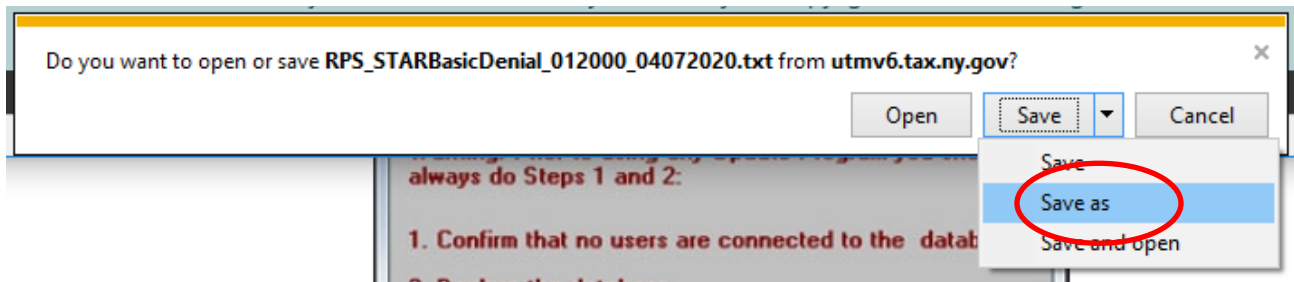 Do you want to open or save RPS_STARBasicDenial_012000_04072020.txt from utmv6.tax.ny.gov?
Open
Save
Cancel
Save
Save as
Save and open
always do Steps 1 and 2:
1. Confirm that no users are connected to the